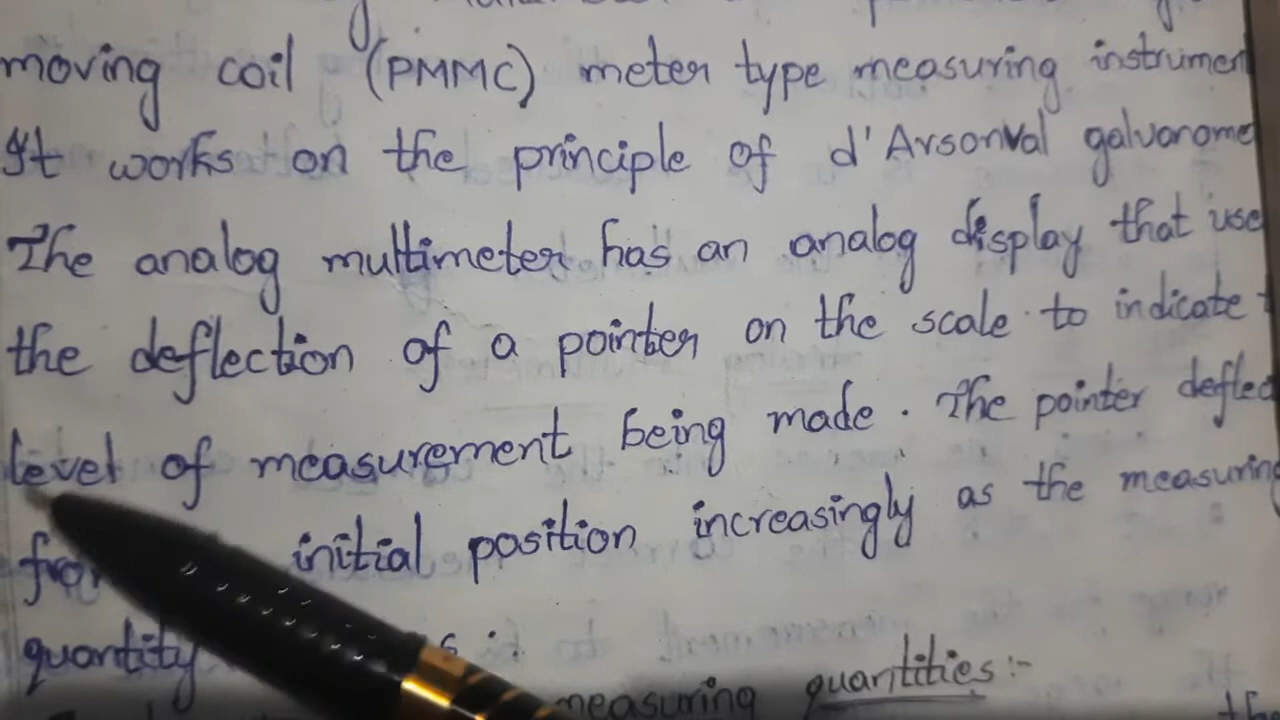 moving coil (PMMC) meter type measuring instrumen
It works on the principle of d'Arsonval galvanome
The analog multimeter has an analog display that use
the deflection of a pointer on the scale to indicate t
level of measurement being made. The pointer deflec
initial position increasingly as the measuring
quantity
measuring quantities:-